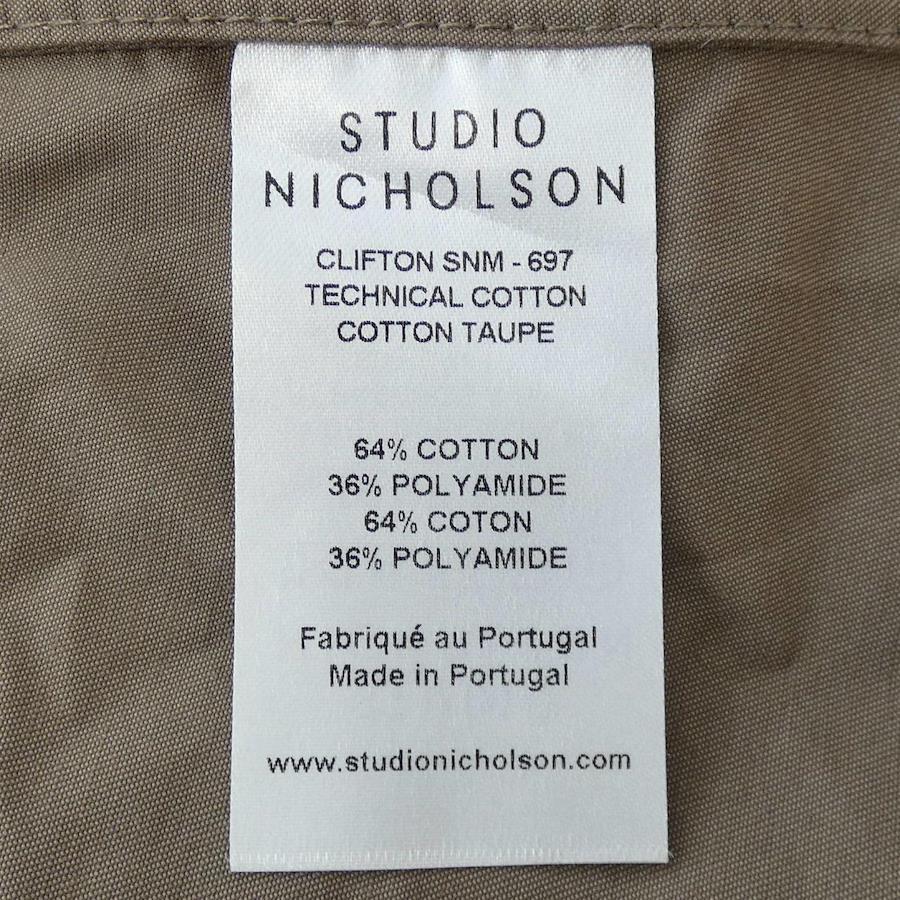 STUDIO
NICHOLSON
CLIFTON SNM - 697
TECHNICAL COTTON
COTTON TAUPE
64% COTTON
36% POLYAMIDE
64% COTON
36% POLYAMIDE
Fabriqué au Portugal
Made in Portugal
www.studionicholson.com